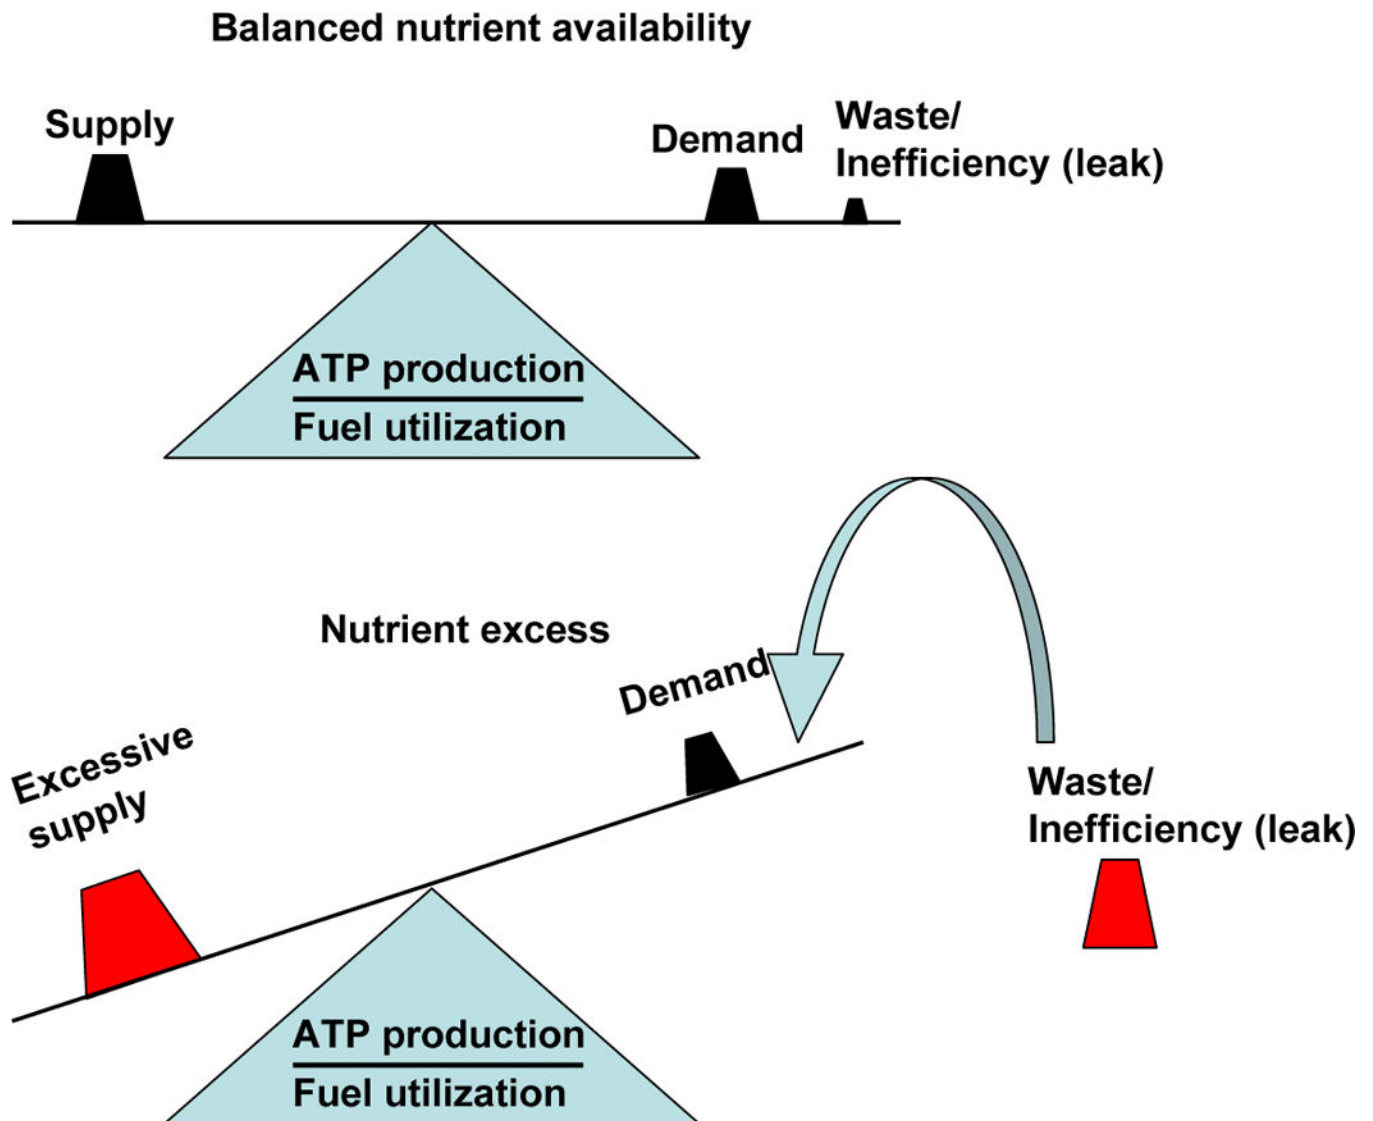 Balanced nutrient availability
Supply
Demand
Waste/
Inefficiency (leak)
ATP production
Fuel utilization
Nutrient excess
Demand
Excessive
supply
Waste/
Inefficiency (leak)
ATP production
Fuel utilization